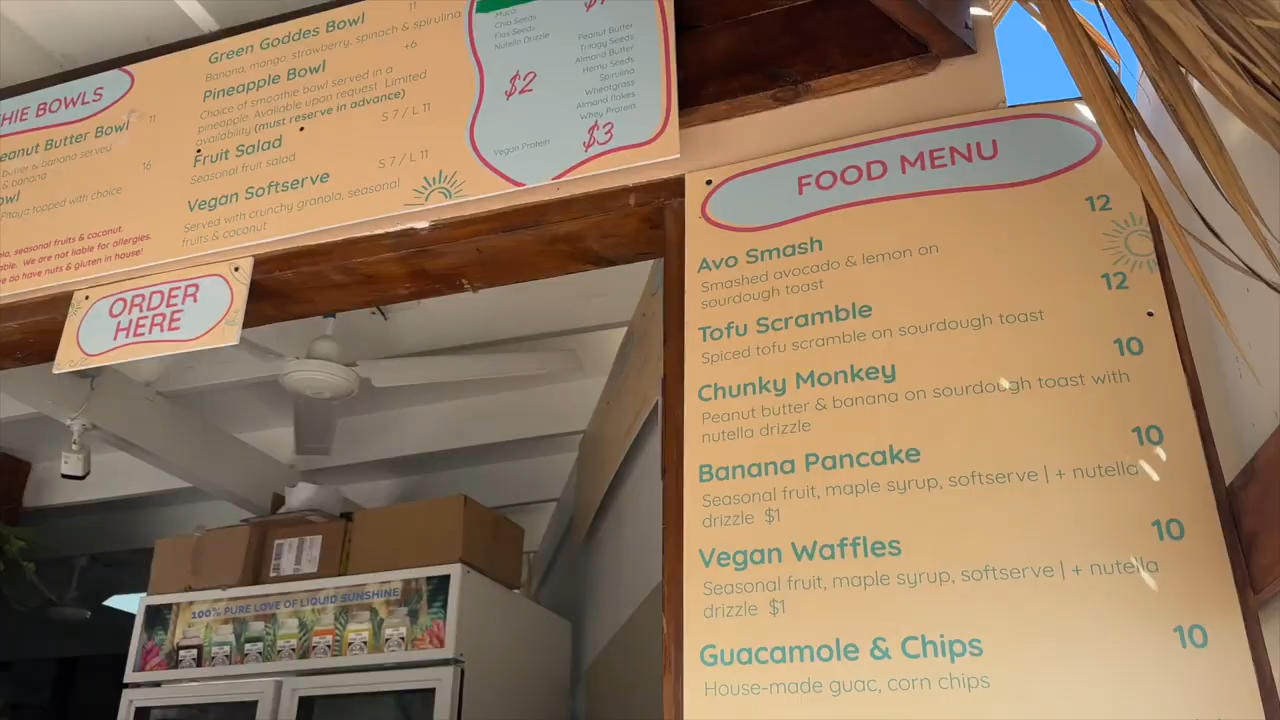 HIE BOWLS
eanut Butter Bowl 11
butter & banana served
& banana
16
owl
Pitaya topped with choice
la, seasonal fruits & coconut.
able. We are not liable for allergies.
e do have nuts & gluten in house!
11
Green Goddes Bowl
Banana, mango, strawberry, spinach & spirulina
+6
Pineapple Bowl
Choice of smoothie bowl served in a
pineapple. Available upon request Limited
availability (must reserve in advance)
S 7 / L 11
Fruit Salad
Seasonal fruit salad
S 7 / L 11
Vegan Softserve
Served with crunchy granola, seasonal
fruits & coconut
Maca
Chia Seeds
Flax Seeds
Nutella Drizzle
$2
Vegan Protein
Peanut Butter
Trilogy Seeds
Almond Butter
Hemp Seeds
Spirulina
Wheatgrass
Almond flakes
Whey Protein
$3
ORDER
HERE
100% PURE LOVE OF LIQUID SUNSHINE
FOOD MENU
12
Avo Smash
Smashed avocado & lemon on
sourdough toast
12
Tofu Scramble
Spiced tofu scramble on sourdough toast
10
Chunky Monkey
Peanut butter & banana on sourdough toast with
nutella drizzle
10
Banana Pancake
Seasonal fruit, maple syrup, softserve | + nutella
drizzle $1
10
Vegan Waffles
Seasonal fruit, maple syrup, softserve | + nutella
drizzle $1
10
Guacamole & Chips
House-made guac, corn chips